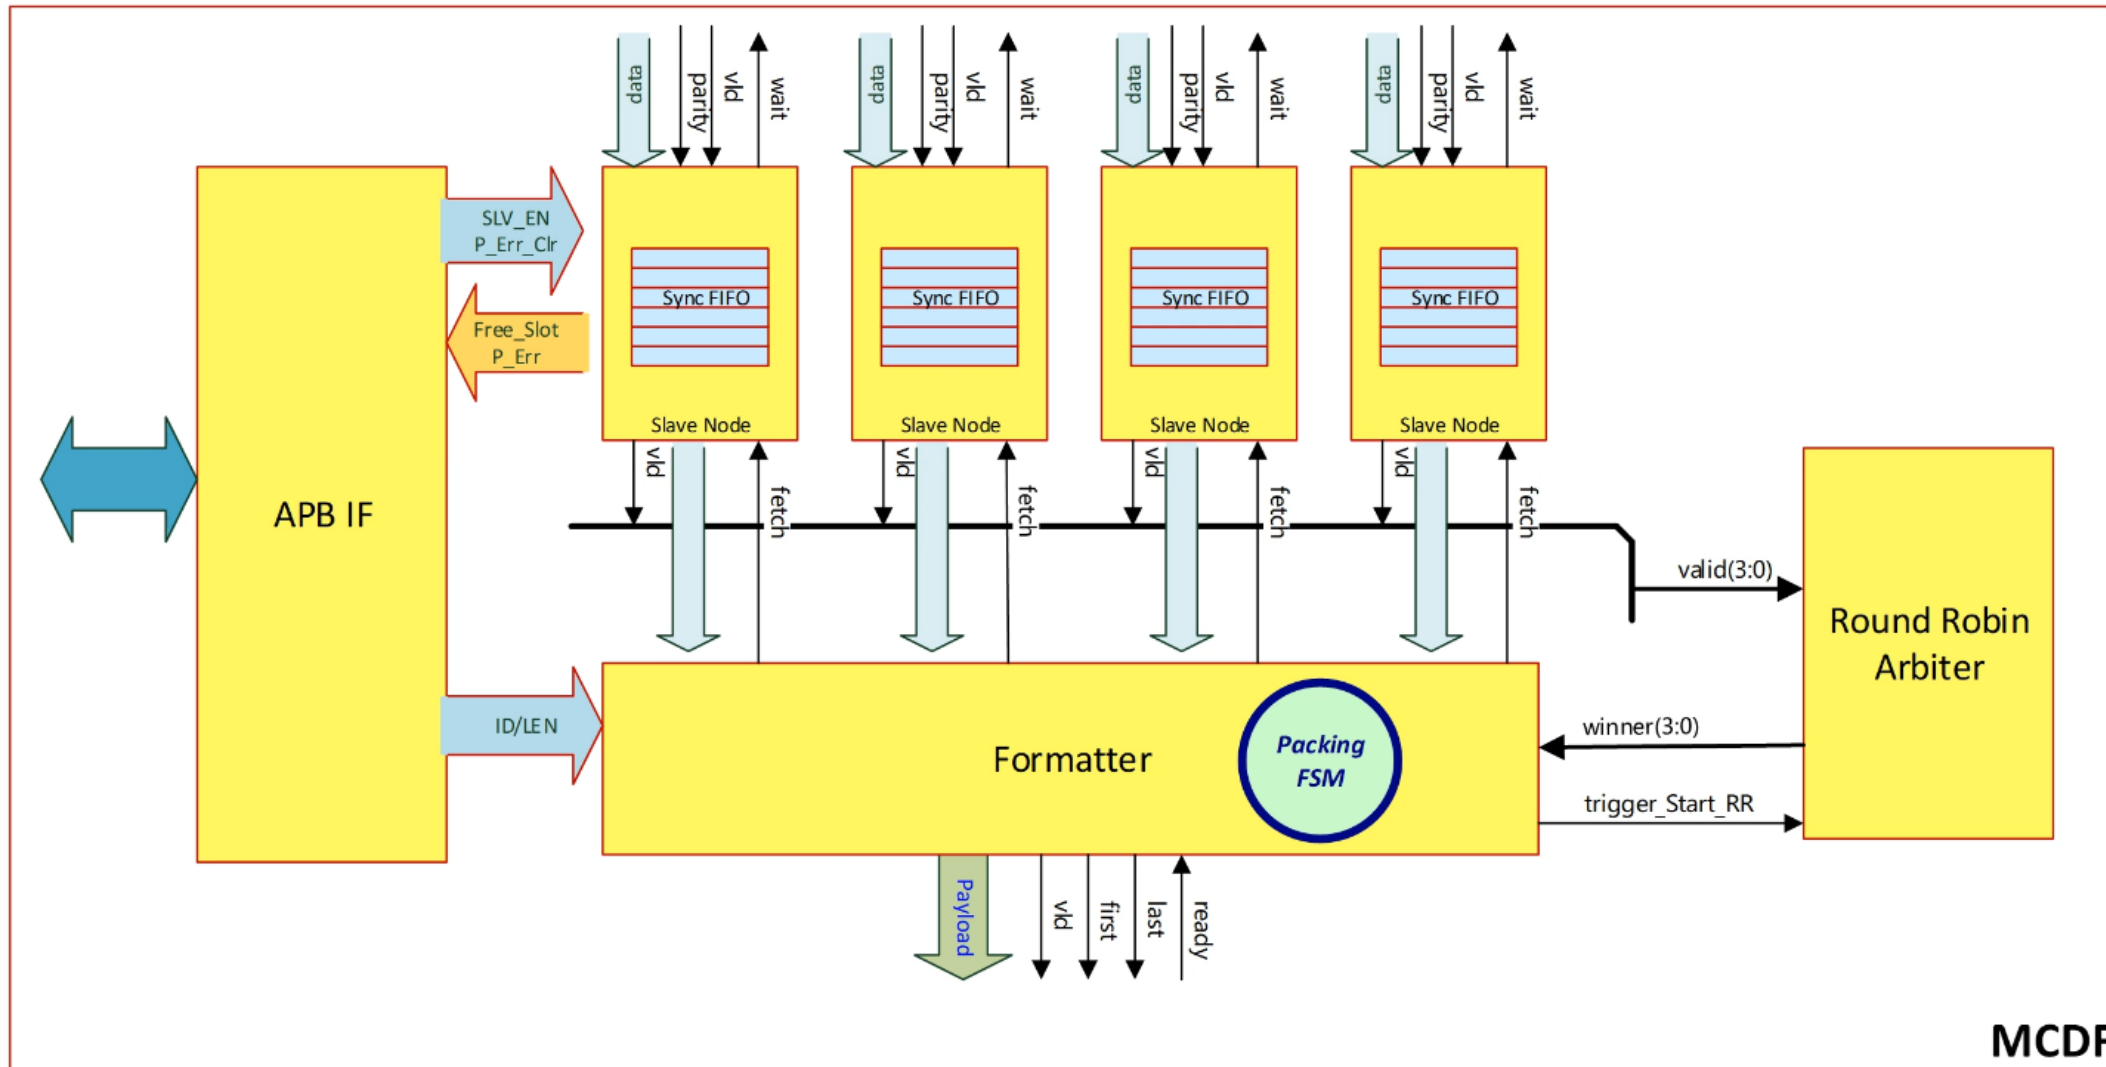 data
parity
vld
wait
data
parity
vld
wait
data
parity
vld
wait
data
parity
vld
wait
SLV_EN
P_Err_Clr
Free_Slot
P_Err
Sync FIFO
Sync FIFO
Sync FIFO
Sync FIFO
Slave Node
Slave Node
Slave Node
Slave Node
vld
fetch
vld
fetch
vld
fetch
vld
fetch
APB IF
valid(3:0)
Round Robin
Arbiter
ID/LEN
Formatter
Packing
FSM
winner(3:0)
trigger_Start_RR
Payload
vld
first
last
ready